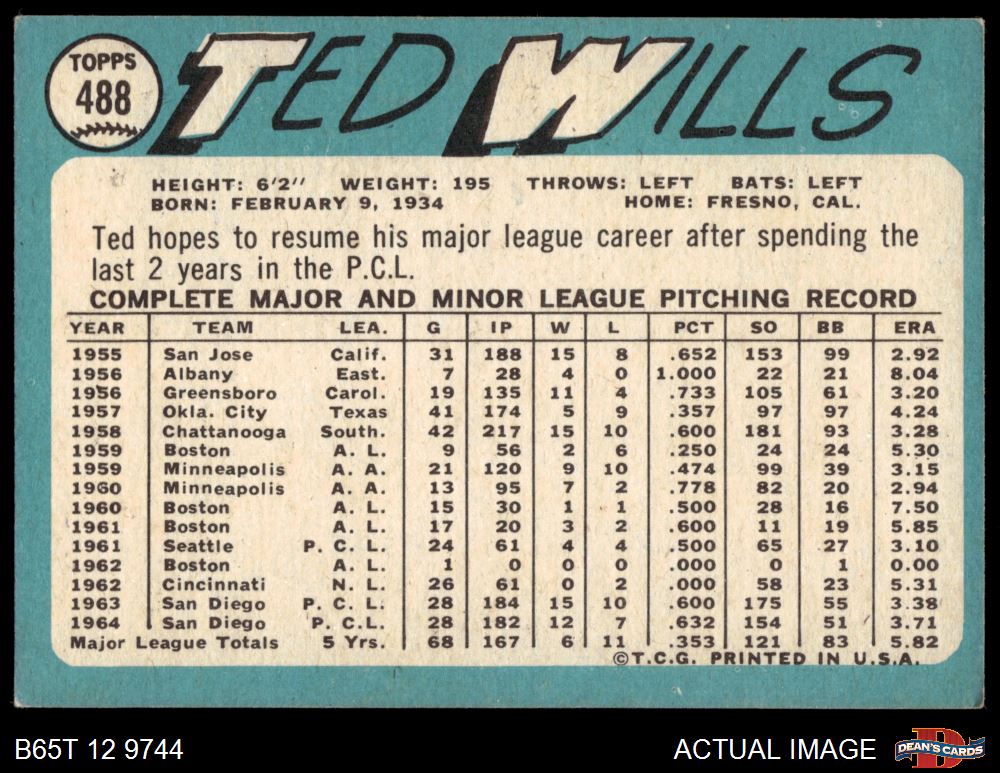 TOPPS
488
TED WILLS
HEIGHT: 6'2'' WEIGHT: 195 THROWS: LEFT BATS: LEFT
BORN: FEBRUARY 9, 1934 HOME: FRESNO, CAL.
Ted hopes to resume his major league career after spending the
last 2 years in the P.C.L.
COMPLETE MAJOR AND MINOR LEAGUE PITCHING RECORD
YEAR TEAM LEA. G IP W L PCT SO BB ERA
1955 San Jose Calif. 31 188 15 8 .652 153 99 2.92
1956 Albany East. 7 28 4 0 1.000 22 21 8.04
1956 Greensboro Carol. 19 135 11 4 .733 105 61 3.20
1957 Okla. City Texas 41 174 5 9 .357 97 97 4.24
1958 Chattanooga South. 42 217 15 10 .600 181 93 3.28
1959 Boston A. L. 9 56 2 6 .250 24 24 5.30
1959 Minneapolis A. A. 21 120 9 10 .474 99 39 3.15
1960 Minneapolis A. A. 13 95 7 2 .778 82 20 2.94
1960 Boston A. L. 15 30 1 1 .500 28 16 7.50
1961 Boston A. L. 17 20 3 2 .600 11 19 5.85
1961 Seattle P. C. L. 24 61 4 4 .500 65 27 3.10
1962 Boston A. L. 1 0 0 0 .000 0 1 0.00
1962 Cincinnati N. L. 26 61 0 2 .000 58 23 5.31
1963 San Diego P. C. L. 28 184 15 10 .600 175 55 3.38
1964 San Diego P. C.L. 28 182 12 7 .632 154 51 3.71
Major League Totals 5 Yrs. 68 167 6 11 .353 121 83 5.82
©T.C.G. PRINTED IN U.S.A.
B65T 12 9744 ACTUAL IMAGE
D
DEAN'S CARDS